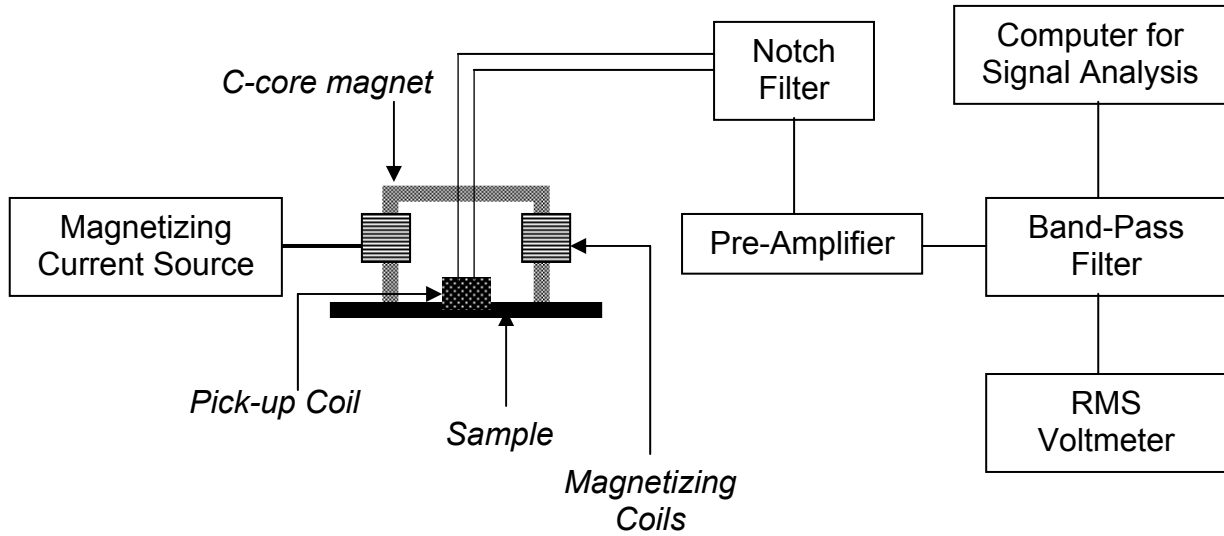 C-core magnet
Notch
Filter
Computer for
Signal Analysis
Magnetizing
Current Source
Pre-Amplifier
Band-Pass
Filter
Pick-up Coil
Sample
Magnetizing
Coils
RMS
Voltmeter